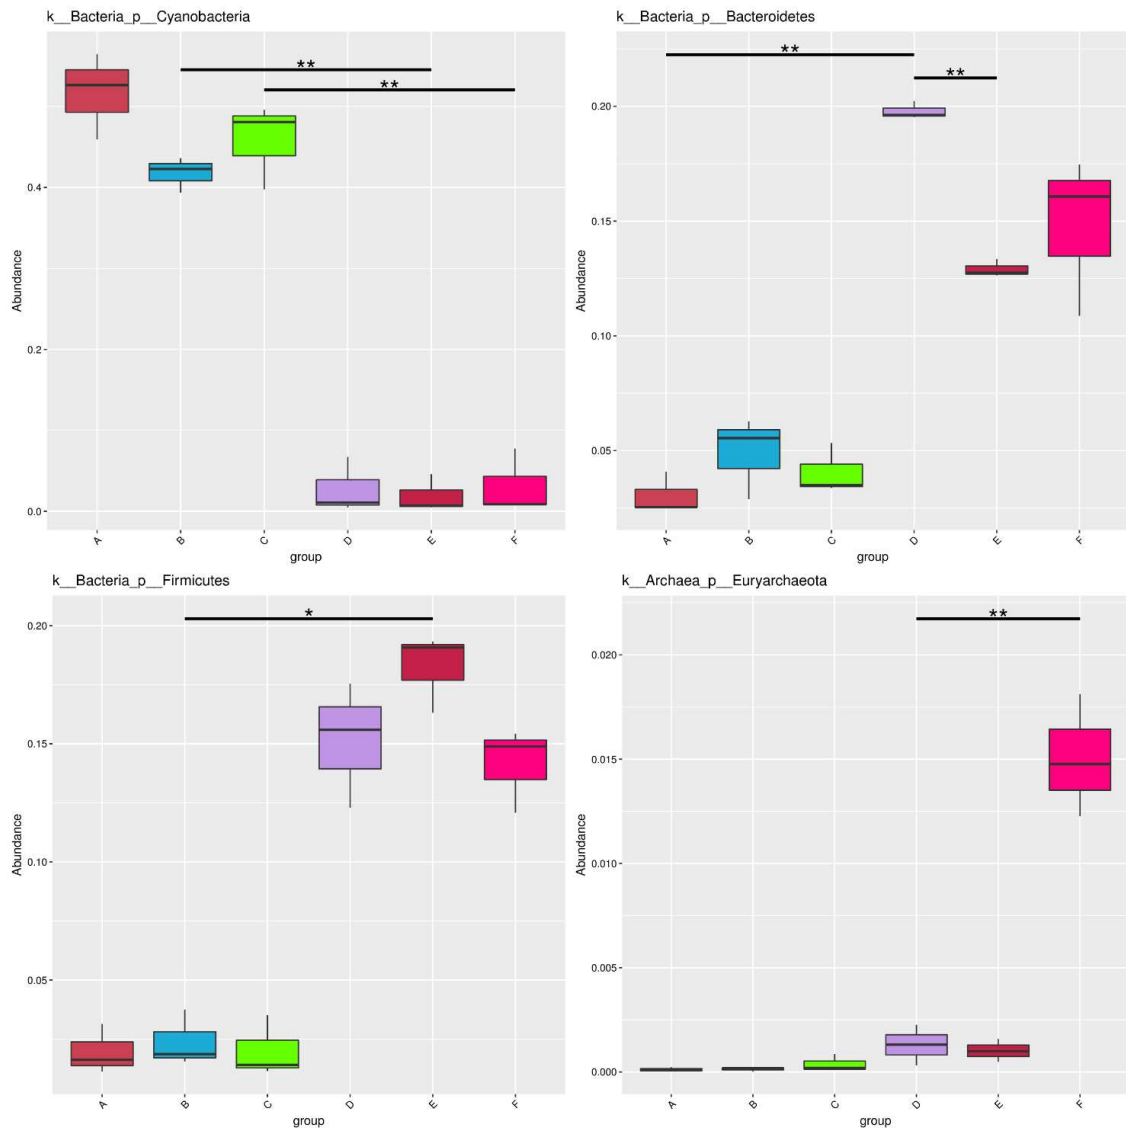 k__Bacteria_p__Cyanobacteria
**
**
0.4
0.2
0.0
Abundance
A B C D E F
group
k__Bacteria_p__Bacteroidetes
**
**
0.20
0.15
0.10
0.05
Abundance
A B C D E F
group
k__Bacteria_p__Firmicutes
*
0.20
0.15
0.10
0.05
Abundance
A B C D E F
group
k__Archaea_p__Euryarchaeota
**
0.020
0.015
0.010
0.005
0.000
Abundance
A B C D E F
group